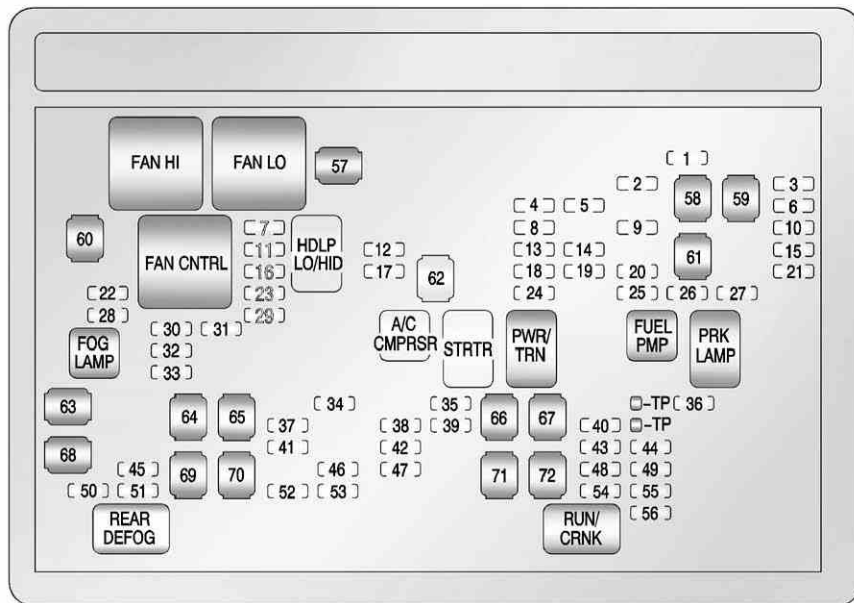 1
FAN HI FAN LO 57
2 58 59 3
4 5 6
60 7 8 9 10
FAN CNTRL 11 HDLP LO/HID 12 13 14 61 15
16 17 62 18 19 20 21
22 23 24 25 26 27
28 29
30 31
FOG LAMP 32 A/C CMPRSR STRTR PWR/TRN FUEL PMP PRK LAMP
33
63 64 65 34 35 66 67 -TP 36
37 38 39 40 -TP
41 42 43 44
68 45 69 70 46 47 71 72 48 49
50 51 52 53 54 55
REAR DEFOG RUN/CRNK 56